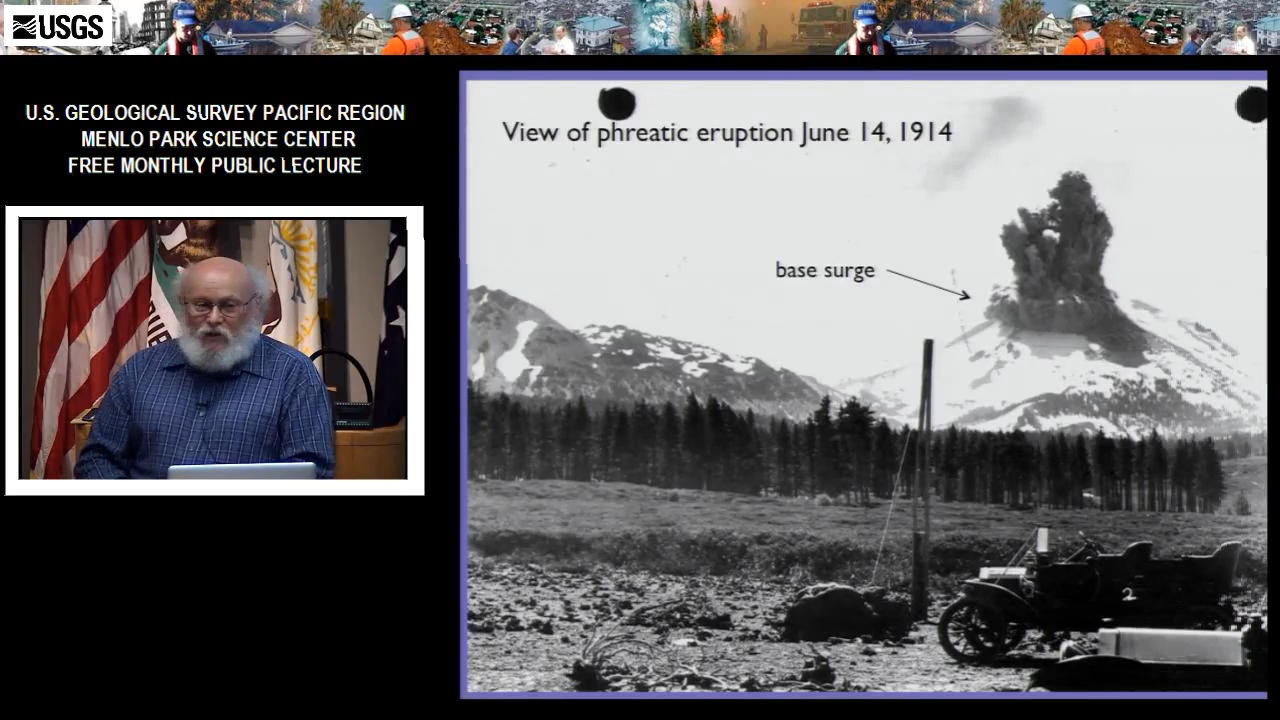 USGS
U.S. GEOLOGICAL SURVEY PACIFIC REGION
MENLO PARK SCIENCE CENTER
FREE MONTHLY PUBLIC LECTURE
View of phreatic eruption June 14, 1914
base surge
2